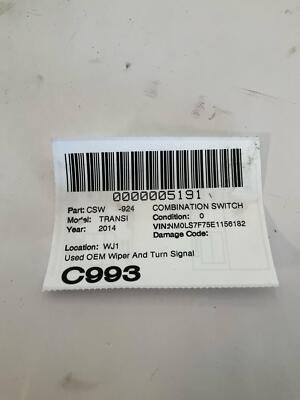 0000005191
Part: CSW -924 COMBINATION SWITCH
Model: TRANSI Condition: 0
Year: 2014 VIN:NM0LS7F75E1156182
Damage Code:
Location: WJ1
Used OEM Wiper And Turn Signal
C993